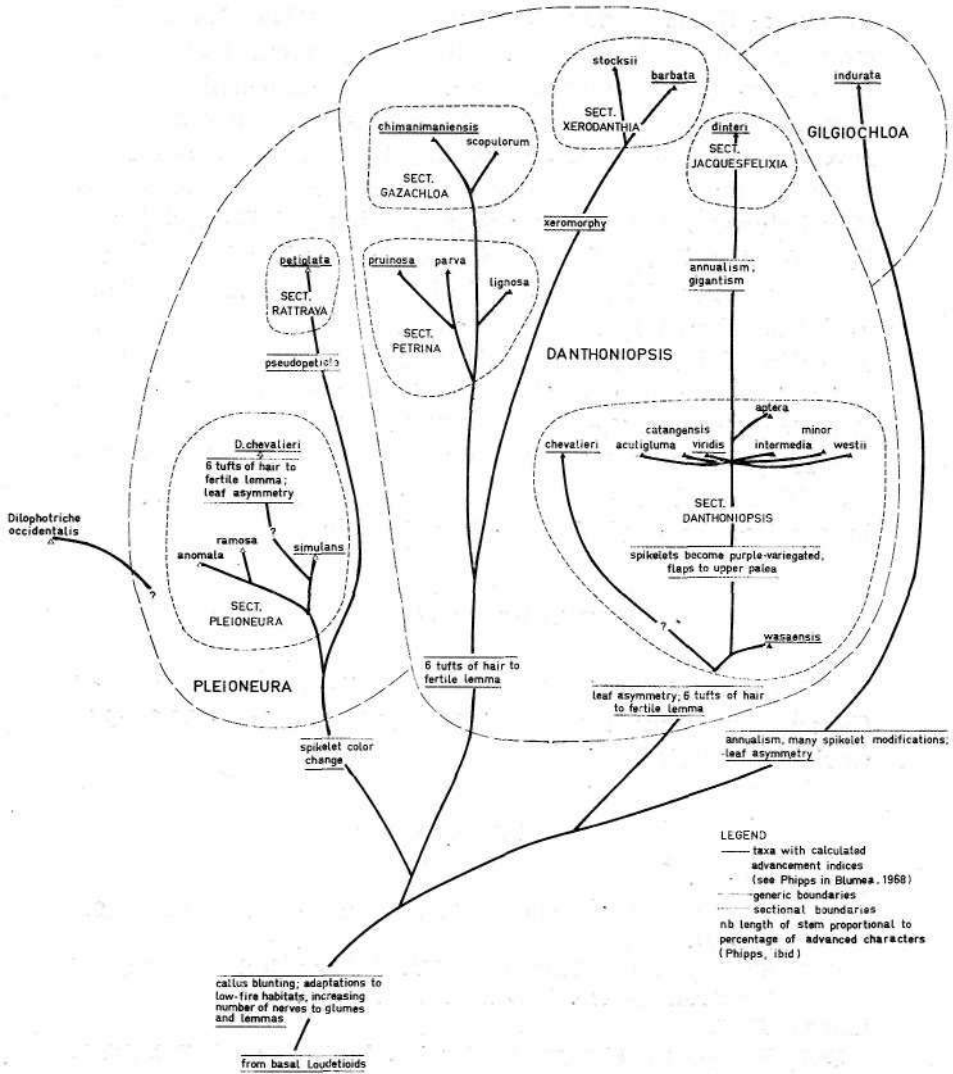 stocksii
barbata
SECT.
XERODANTHIA
indurata
GILGIOCHLOA
chimanimaniensis
scopulorum
SECT.
GAZACHLOA
dinteri
SECT.
JACQUESFELIXIA
xeromorphy
petiolata
SECT.
RATTRAYA
pruinosa
parva
lignosa
SECT.
PETRINA
annualism,
gigantism
pseudopetiole
DANTHONIOPSIS
aptera
catangensis
minor
chevalieri
acutigluma
viridis
intermedia
westii
SECT.
DANTHONIOPSIS
D.chevalieri
6 tufts of hair to
fertile lemma;
leaf asymmetry
?
Dilophotriche
occidentalis
?
ramosa
anomala
simulans
SECT.
PLEIONEURA
spikelets become purple-variegated,
flaps to upper palea
?
wasaensis
PLEIONEURA
6 tufts of hair to
fertile lemma
leaf asymmetry; 6 tufts of hair
to fertile lemma
spikelet color
change
annualism, many spikelet modifications;
leaf asymmetry
LEGEND
taxa with calculated
advancement indices
(see Phipps in Blumea, 1968)
generic boundaries
sectional boundaries
nb length of stem proportional to
percentage of advanced characters
(Phipps, ibid)
callus blunting; adaptations to
low-fire habitats, increasing
number of nerves to glumes
and lemmas
from basal Loudetioids